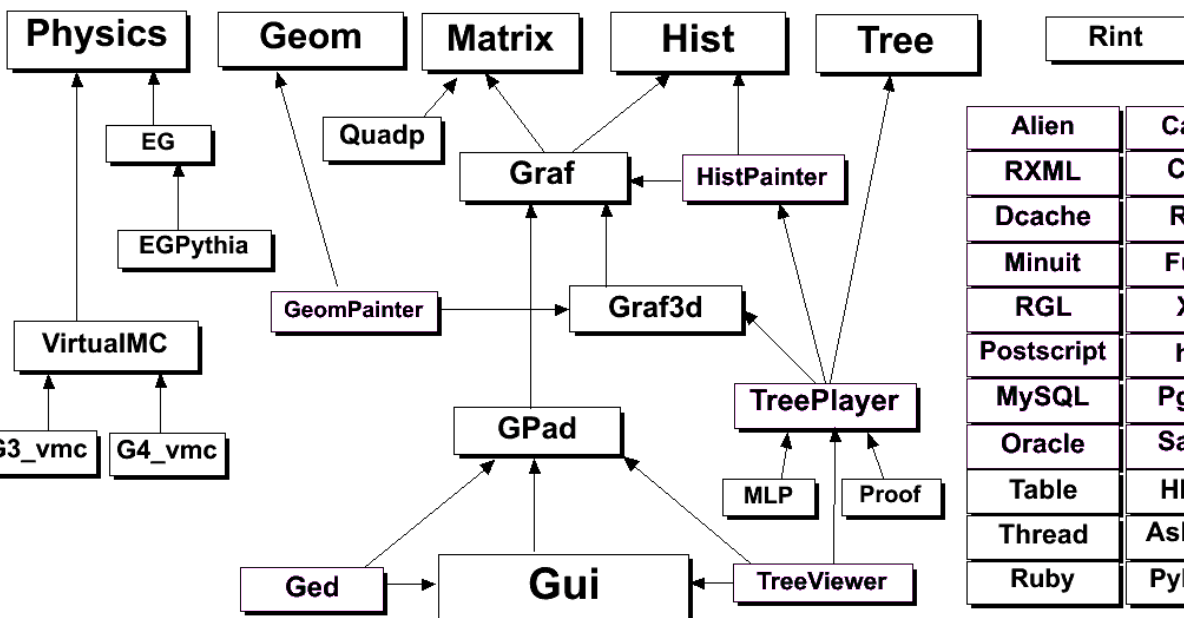 Physics
Geom
Matrix
Hist
Tree
Rint
EG
Quadp
Graf
HistPainter
EGPythia
GeomPainter
Graf3d
VirtualMC
TreePlayer
GPad
G4_vmc
MLP
Proof
Ged
Gui
TreeViewer
Alien
RXML
Dcache
Minuit
RGL
Postscript
MySQL
Oracle
Table
Thread
Ruby